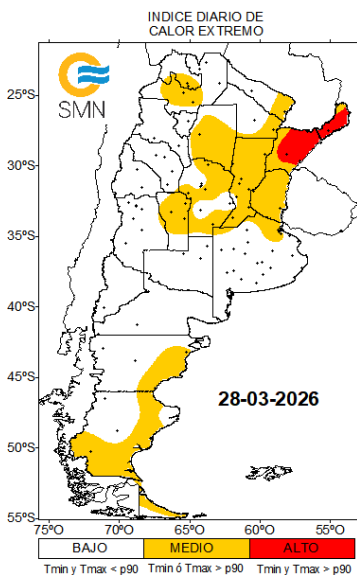 INDICE DIARIO DE
CALOR EXTREMO
SMN
25°S
30°S
35°S
40°S
45°S
50°S
55°S
28-03-2026
75°O 70°O 65°O 60°O 55°O
BAJO MEDIO ALTO
Tmin y Tmax < p90 Tmin ó Tmax > p90 Tmin y Tmax > p90